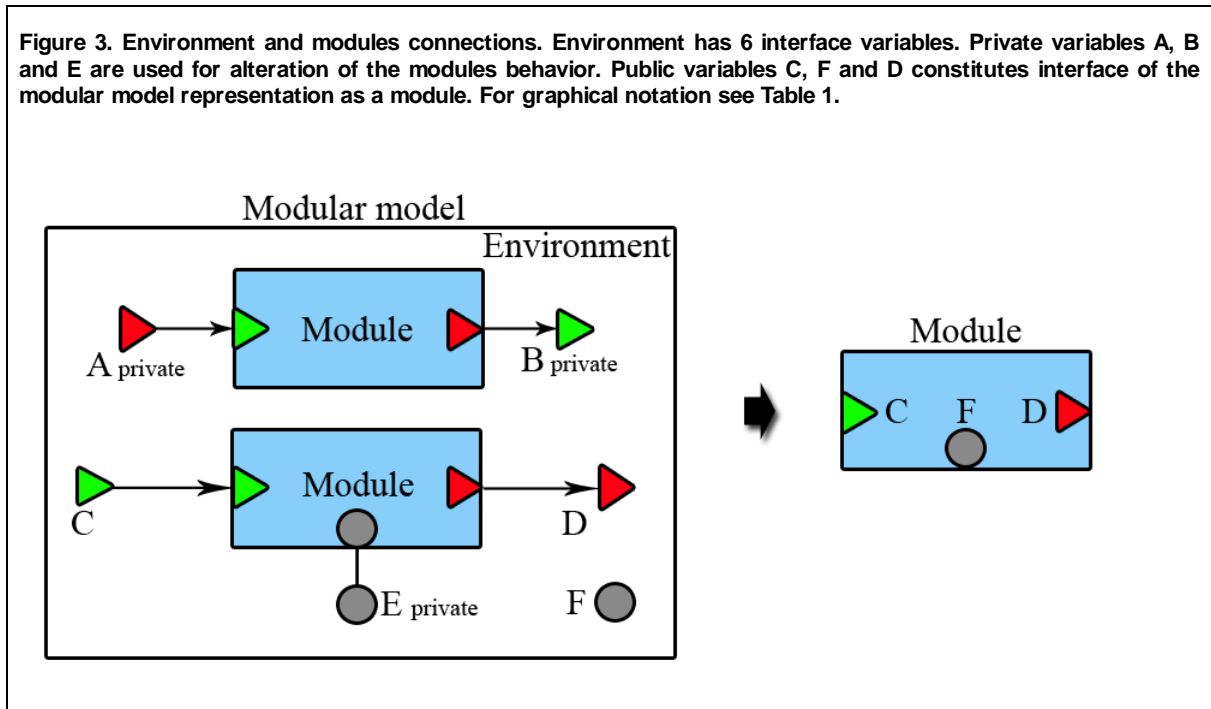 Figure 3. Environment and modules connections. Environment has 6 interface variables. Private variables A, B
and E are used for alteration of the modules behavior. Public variables C, F and D constitutes interface of the
modular model representation as a module. For graphical notation see Table 1.
Modular model
Environment
Module
A private
B private
Module
C
D
E private
F
Module
C F D